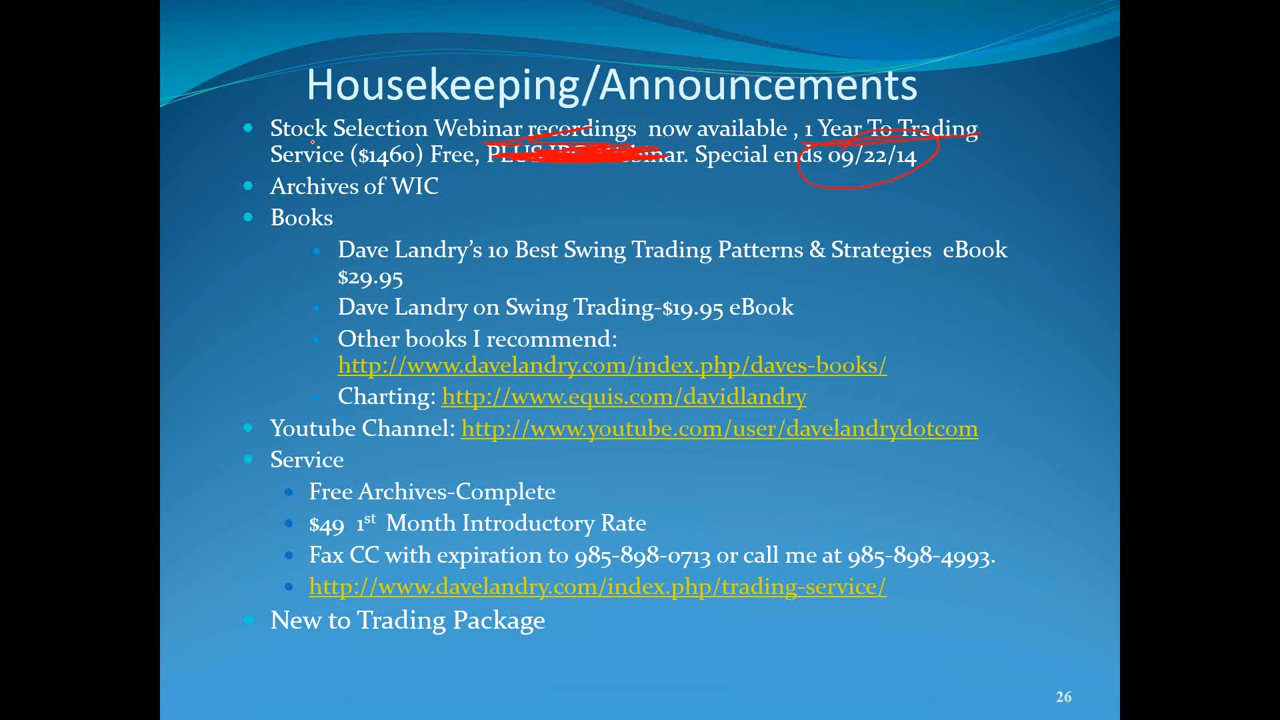 Housekeeping/Announcements
Stock Selection Webinar recordings now available , 1 Year To Trading
Service ($1460) Free, PLUS Webinar. Special ends 09/22/14
Archives of WIC
Books
Dave Landry's 10 Best Swing Trading Patterns & Strategies eBook
$29.95
Dave Landry on Swing Trading-$19.95 eBook
Other books I recommend:
http://www.davelandry.com/index.php/daves-books/
Charting: http://www.equis.com/davidlandry
Youtube Channel: http://www.youtube.com/user/davelandrydotcom
Service
Free Archives-Complete
$49 1st Month Introductory Rate
Fax CC with expiration to 985-898-0713 or call me at 985-898-4993.
http://www.davelandry.com/index.php/trading-service/
New to Trading Package
26